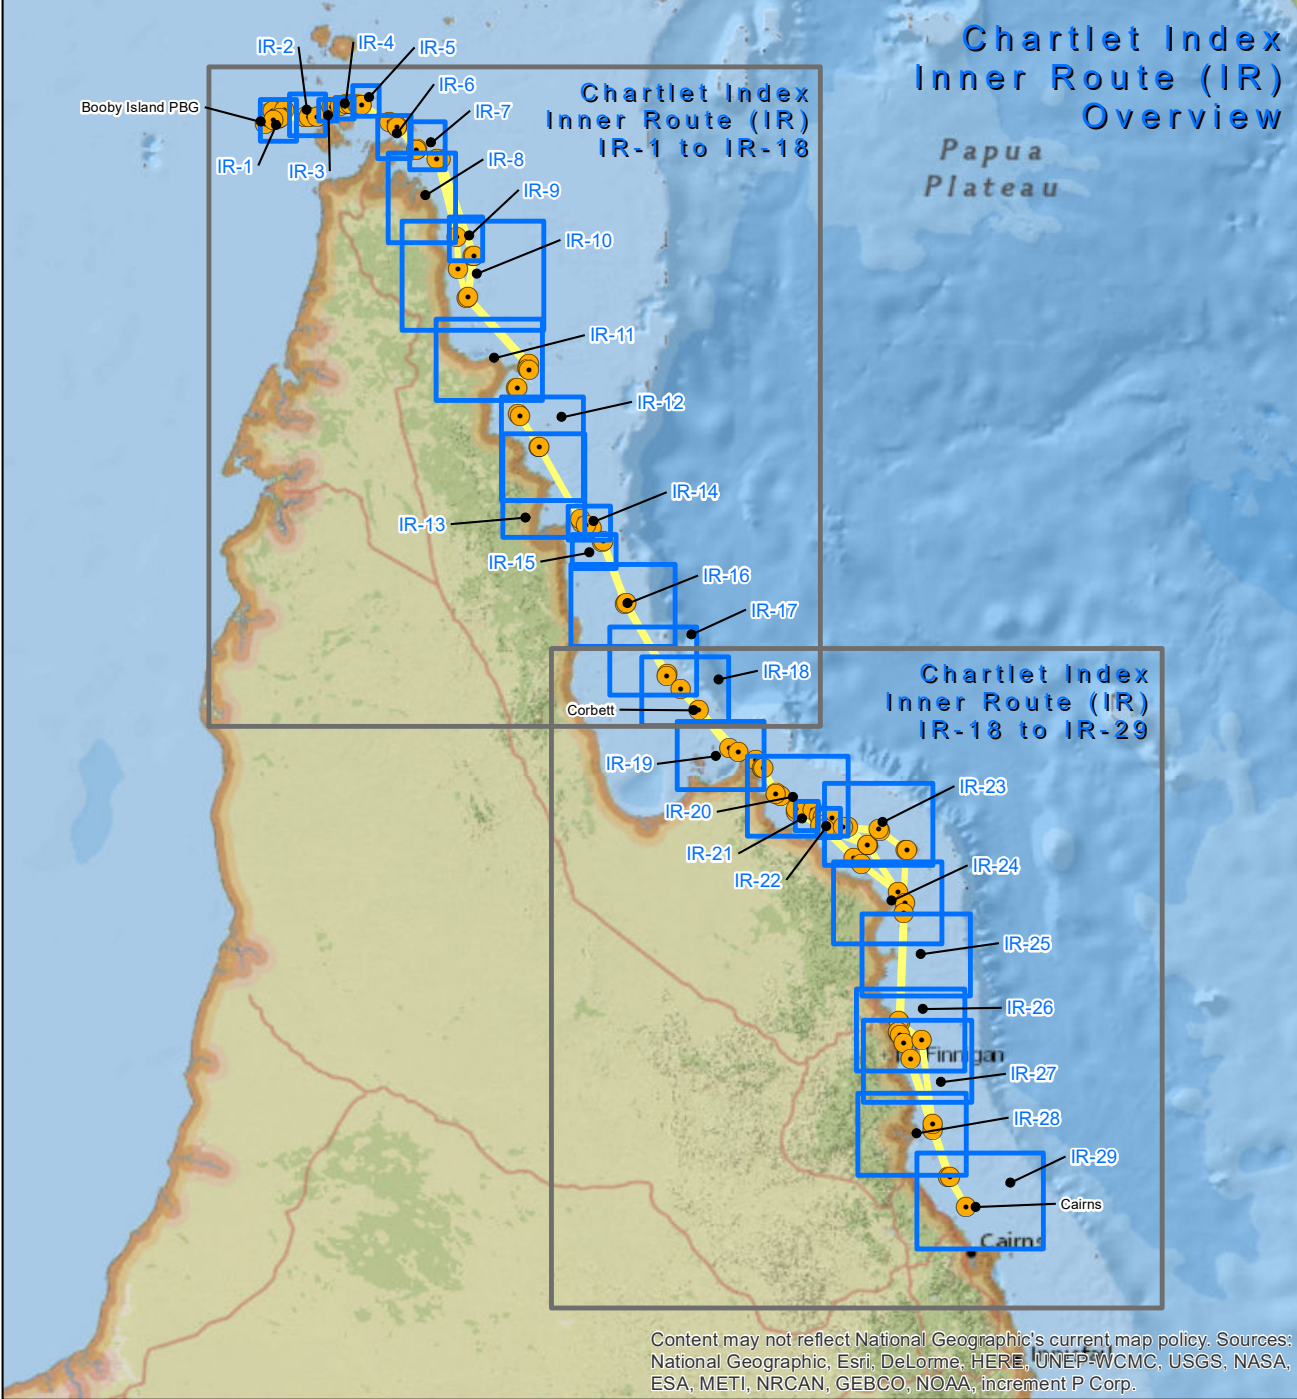 Chartlet Index
Inner Route (IR)
Overview
Chartlet Index
Inner Route (IR)
IR-1 to IR-18
Papua
Plateau
IR-2
IR-4
IR-5
IR-6
Booby Island PBG
IR-7
IR-1
IR-3
IR-8
IR-9
IR-10
IR-11
IR-12
IR-14
IR-13
IR-15
IR-16
IR-17
IR-18
Chartlet Index
Inner Route (IR)
IR-18 to IR-29
Corbett
IR-19
IR-23
IR-20
IR-21
IR-22
IR-24
IR-25
IR-26
Finnigan
IR-27
IR-28
IR-29
Cairns
Cairns
Content may not reflect National Geographic's current map policy. Sources:
National Geographic, Esri, DeLorme, HERE, UNEP-WCMC, USGS, NASA,
ESA, METI, NRCAN, GEBCO, NOAA, increment P Corp.